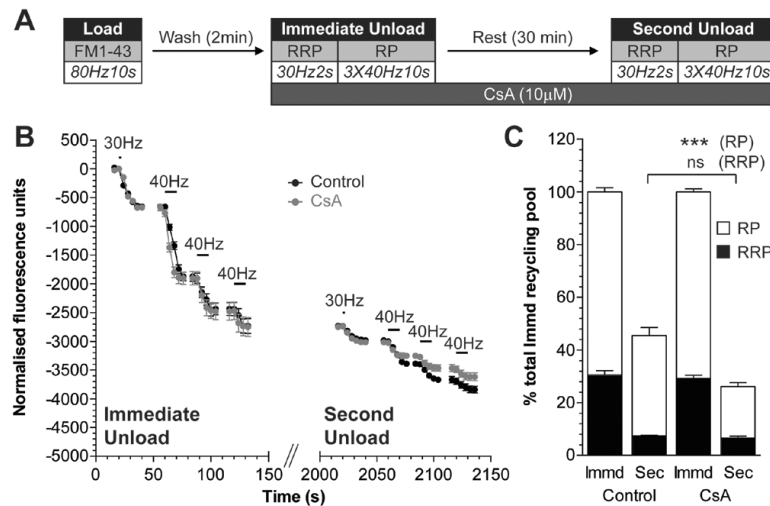 A
Load
FM1-43
80Hz10s
Wash (2min)
Immediate Unload
RRP RP
30Hz2s 3X40Hz10s
Rest (30 min)
Second Unload
RRP RP
30Hz2s 3X40Hz10s
CsA (10µM)
B
Normalised fluorescence units
500
0
-500
-1000
-1500
-2000
-2500
-3000
-3500
-4000
-4500
-5000
30Hz
40Hz
40Hz
40Hz
Control
CsA
30Hz
40Hz
40Hz
40Hz
Immediate
Unload
Second
Unload
0 50 100 150 2000 2050 2100 2150
Time (s)
C
% total Immd recycling pool
120
100
80
60
40
20
0
*** (RP)
ns (RRP)
RP
RRP
Immd Sec Immd Sec
Control CsA